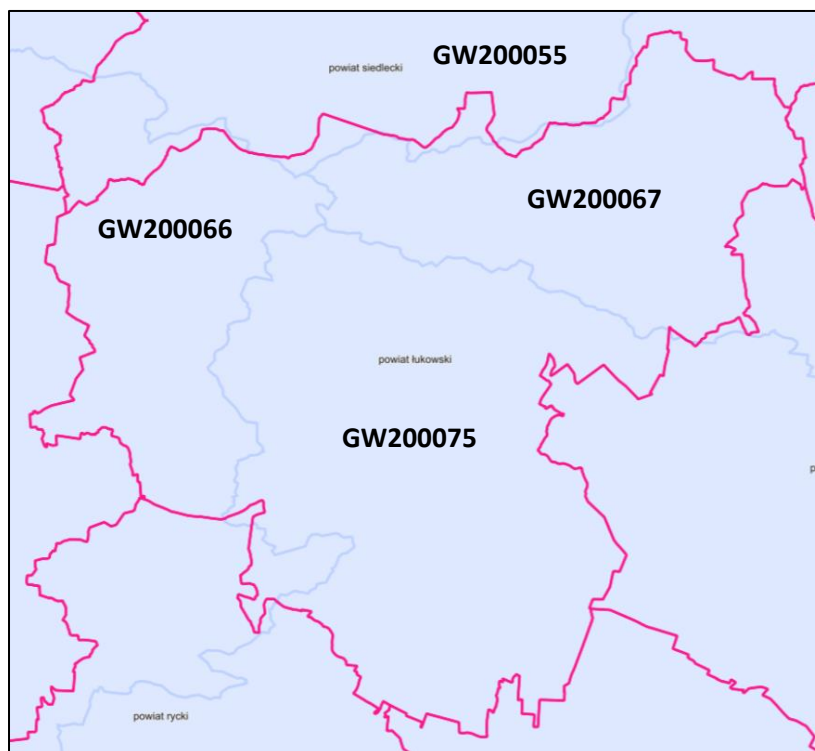 GW200055
powiat siedlecki
GW200067
GW200066
powiat łukowski
GW200075
p
powiat rycki